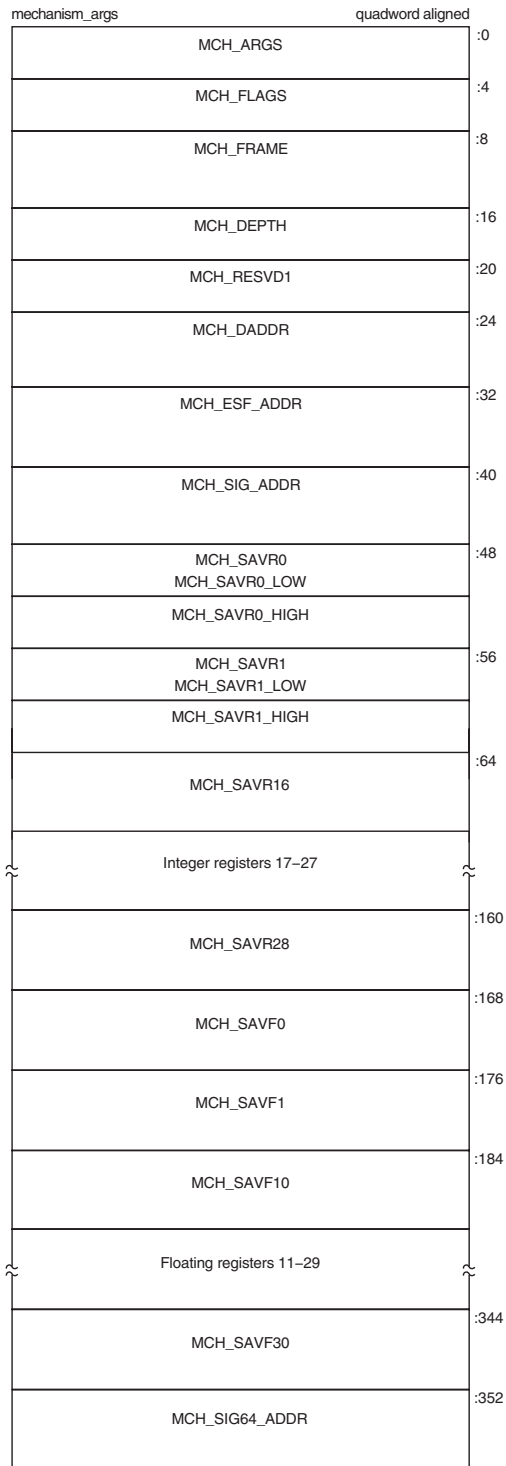 mechanism_args quadword aligned
MCH_ARGS :0
MCH_FLAGS :4
MCH_FRAME :8
MCH_DEPTH :16
MCH_RESVD1 :20
MCH_DADDR :24
MCH_ESF_ADDR :32
MCH_SIG_ADDR :40
MCH_SAVR0 :48
MCH_SAVR0_LOW
MCH_SAVR0_HIGH
MCH_SAVR1 :56
MCH_SAVR1_LOW
MCH_SAVR1_HIGH
MCH_SAVR16 :64
Integer registers 17–27
MCH_SAVR28 :160
MCH_SAVF0 :168
MCH_SAVF1 :176
MCH_SAVF10 :184
Floating registers 11–29
MCH_SAVF30 :344
MCH_SIG64_ADDR :352